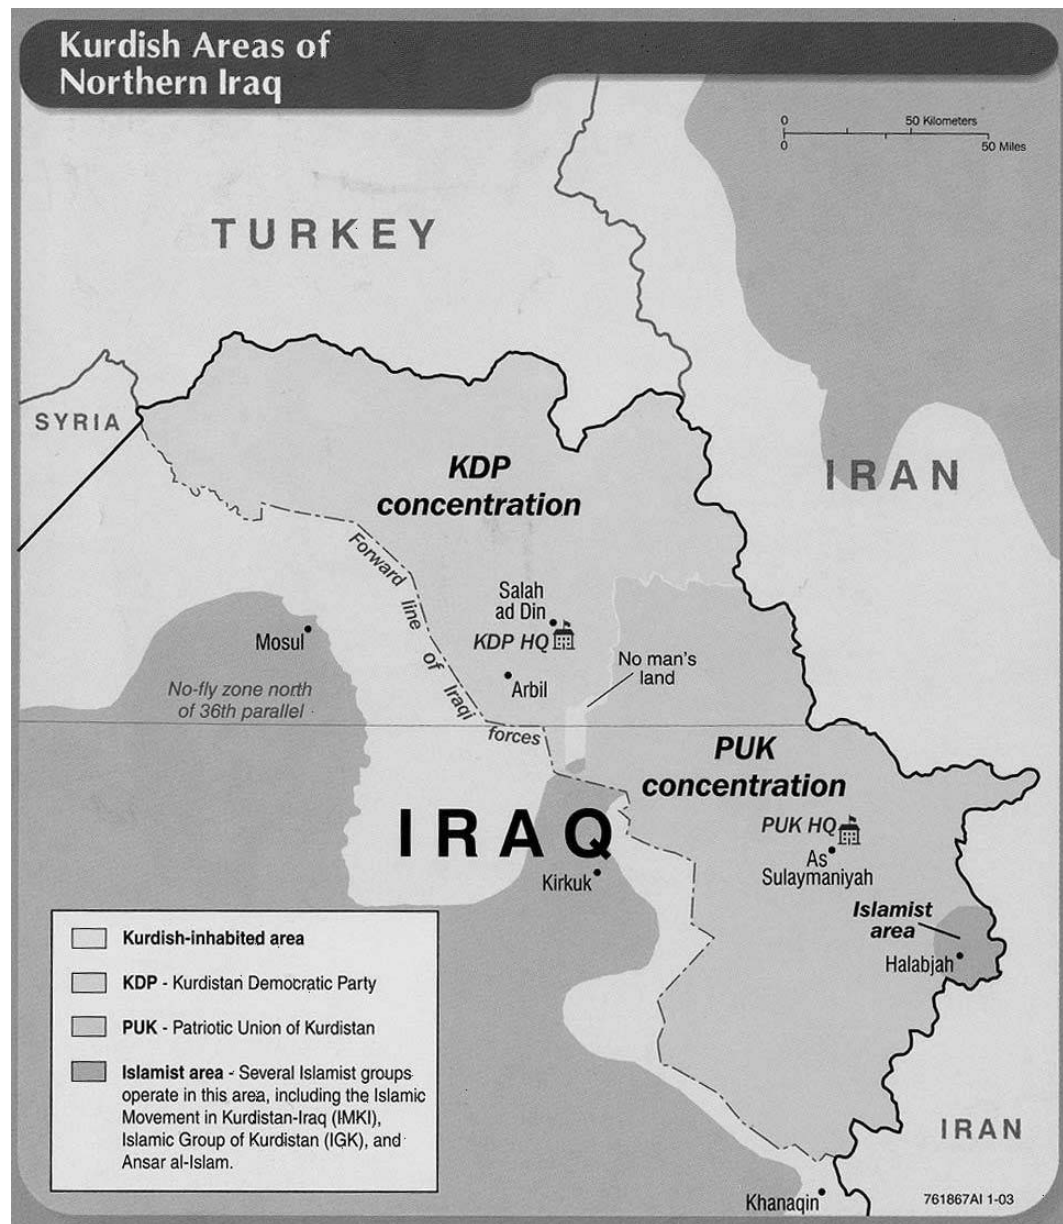 Kurdish Areas of
Northern Iraq
0 50 Kilometers
0 50 Miles
TURKEY
SYRIA
IRAN
KDP
concentration
Forward line of Iraqi forces
Salah
ad Din
KDP HQ
Mosul
Arbil
No man's
land
No-fly zone north
of 36th parallel
PUK
concentration
IRAQ
PUK HQ
As
Sulaymaniyah
Kirkuk
Islamist
area
Halabjah
Kurdish-inhabited area
KDP - Kurdistan Democratic Party
PUK - Patriotic Union of Kurdistan
Islamist area - Several Islamist groups
operate in this area, including the Islamic
Movement in Kurdistan-Iraq (IMKI),
Islamic Group of Kurdistan (IGK), and
Ansar al-Islam.
IRAN
Khanaqin
761867AI 1-03